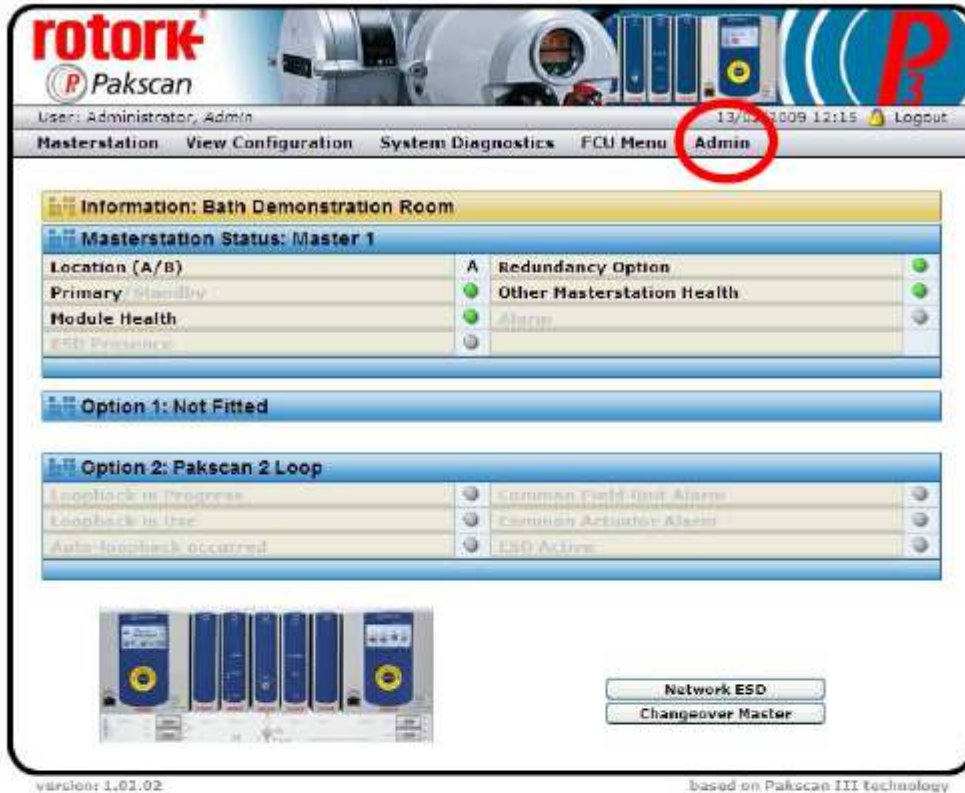 rotork
P Pakscan
P3
User: Administrator, Admin
2009 12:15 Logout
Masterstation View Configuration System Diagnostics FCU Menu Admin
Information: Bath Demonstration Room
Masterstation Status: Master 1
Location (A/B) A Redundancy Option
Primary/Standby Other Masterstation Health
Module Health Alarm
ESD Presence
Option 1: Not Fitted
Option 2: Pakscan 2 Loop
Loopback in Progress Common Field Unit Alarm
Loopback in Use Common Actuator Alarm
Auto-loopback occurred ESD Active
Network ESD
Changeover Master
version: 1.02.02 based on Pakscan III technology